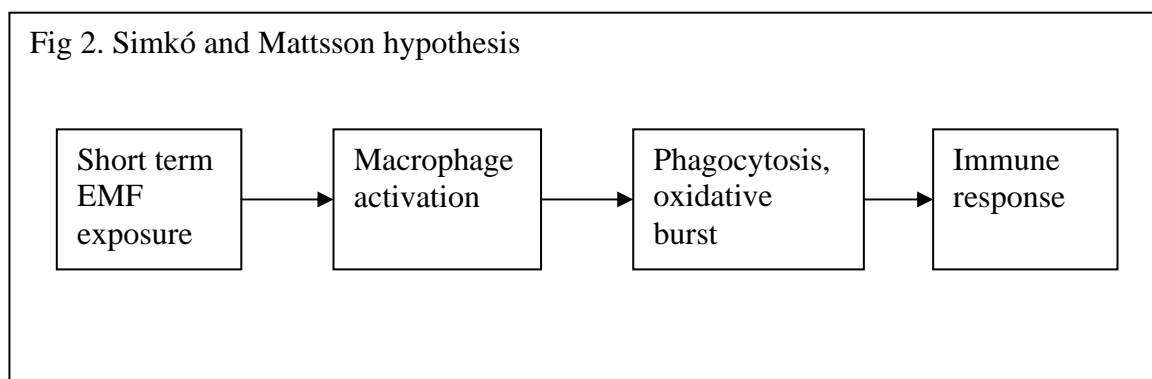 Fig 2. Simkó and Mattsson hypothesis
Short term
EMF
exposure
Macrophage
activation
Phagocytosis,
oxidative
burst
Immune
response